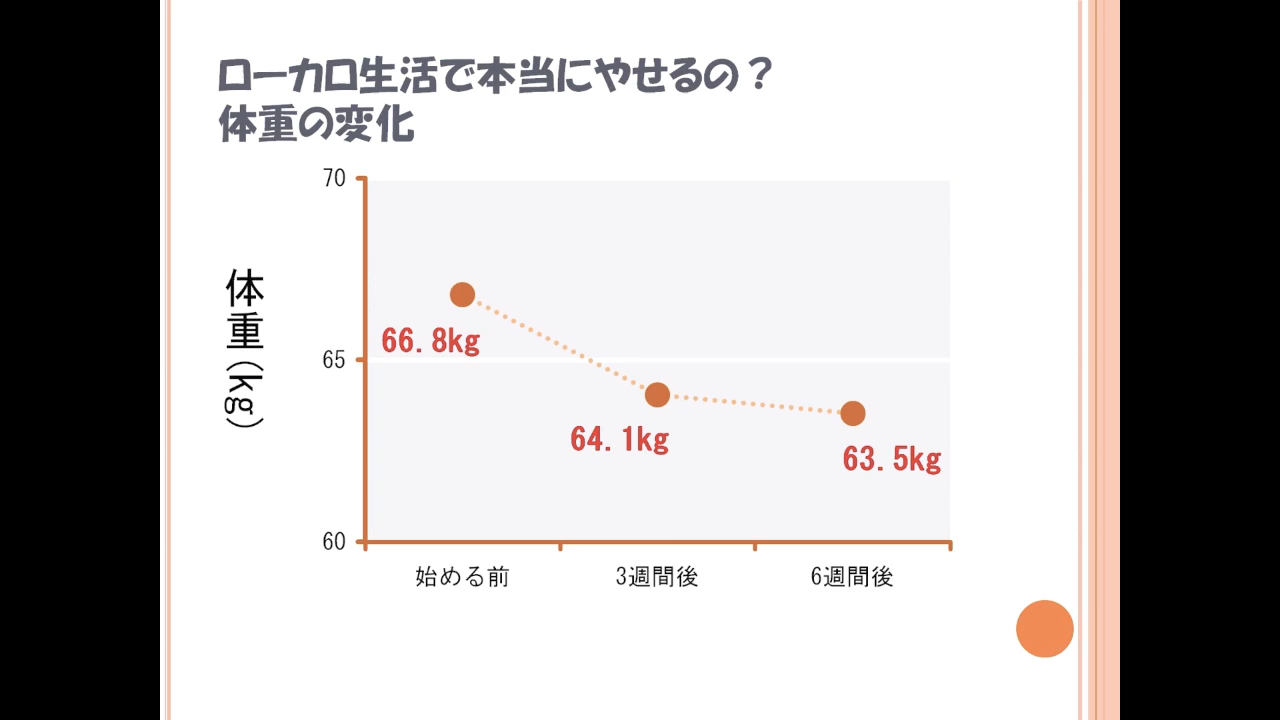 ローカロ生活で本当にやせるの？
体重の変化
体重(kg)
70
65
60
66.8kg
64.1kg
63.5kg
始める前
3週間後
6週間後